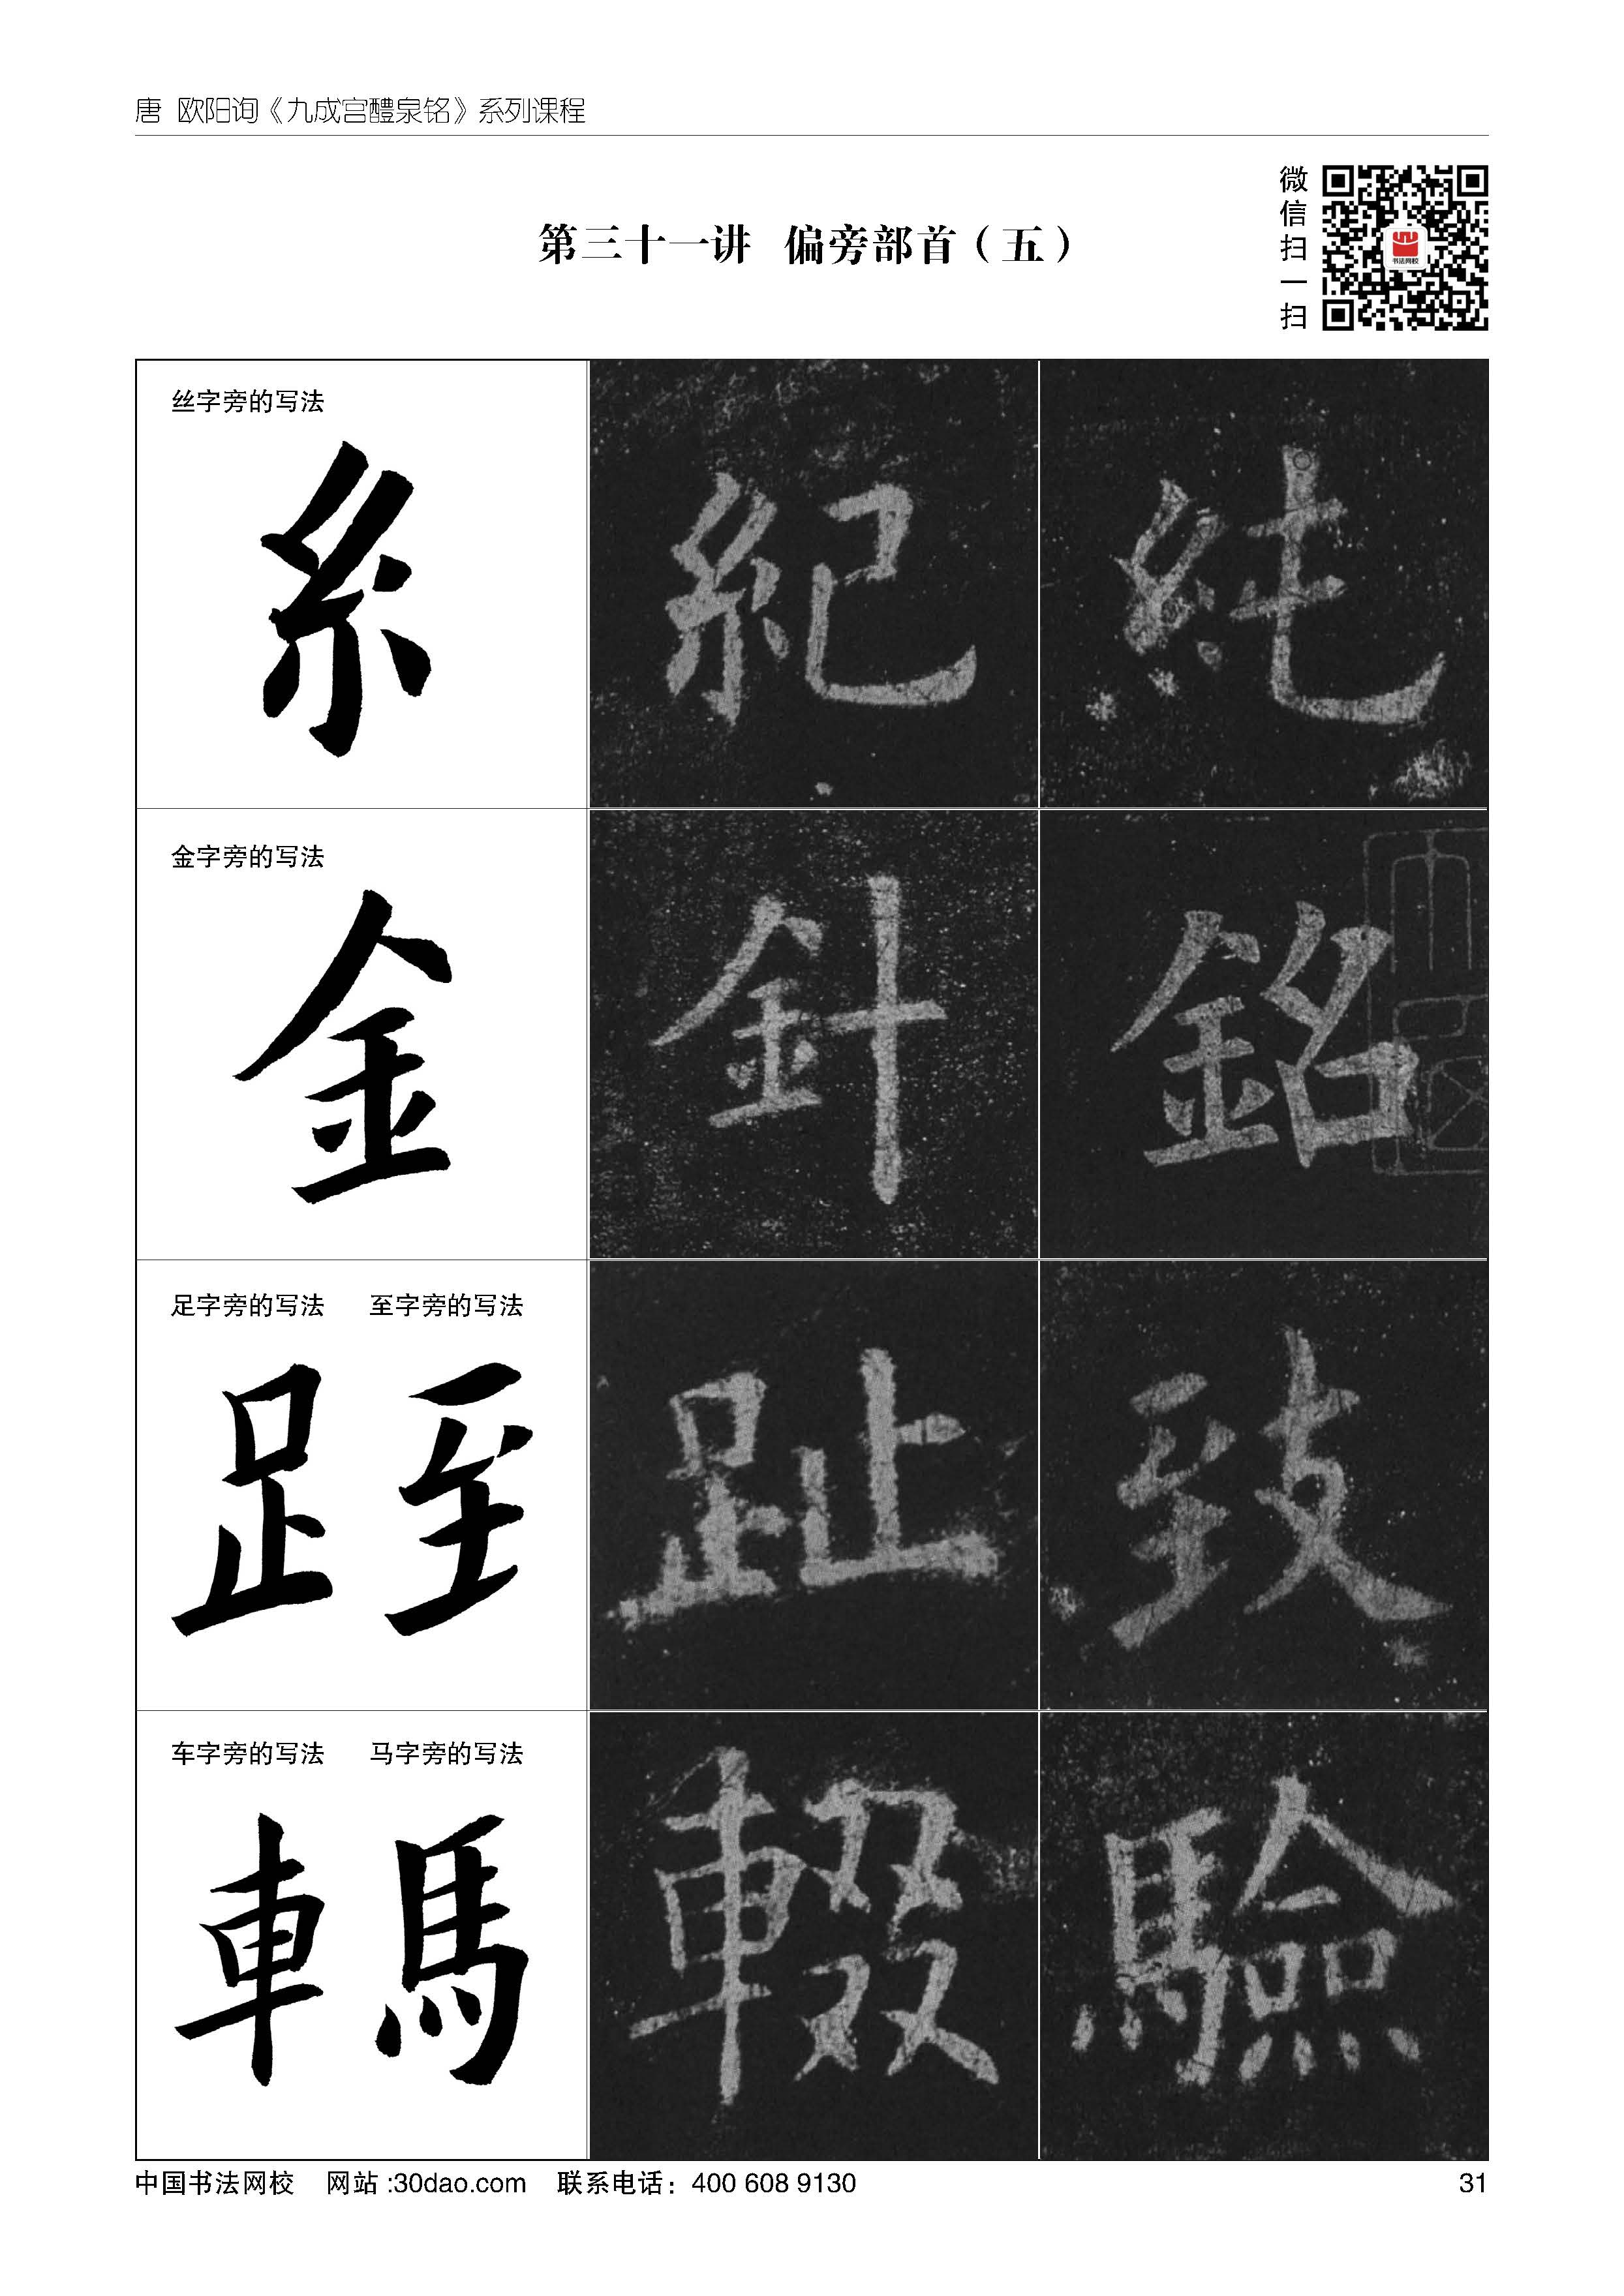 唐 欧阳询《九成宫醴泉铭》系列课程
微信扫一扫
书法网校
第三十一讲 偏旁部首（五）
丝字旁的写法
糸 紀 純
金字旁的写法
金 針 銘
足字旁的写法 至字旁的写法
足 至 趾 致
车字旁的写法 马字旁的写法
車 馬 輟 驗
中国书法网校 网站:30dao.com 联系电话：400 608 9130 31